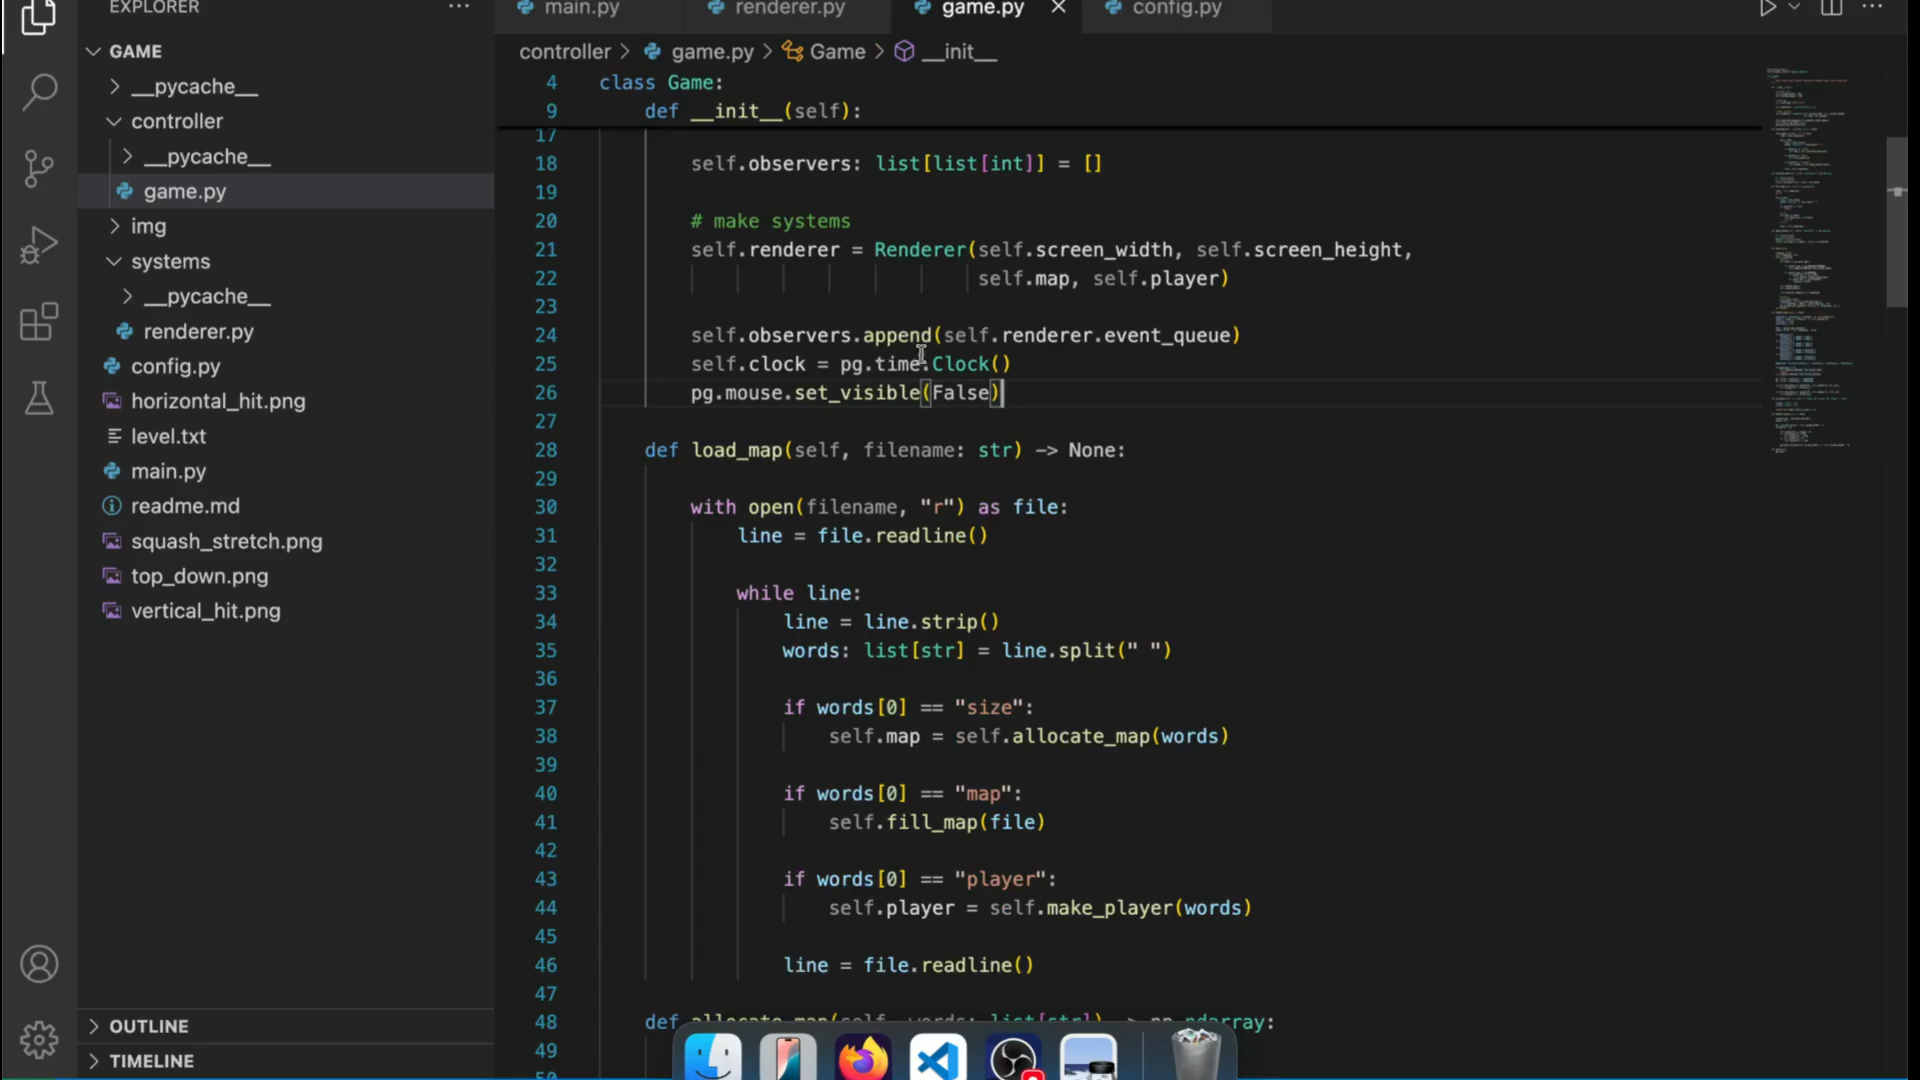 EXPLORER
···
GAME
__pycache__
controller
__pycache__
game.py
img
systems
__pycache__
renderer.py
config.py
horizontal_hit.png
level.txt
main.py
readme.md
squash_stretch.png
top_down.png
vertical_hit.png
OUTLINE
TIMELINE
main.py
renderer.py
game.py
config.py
controller > game.py > Game > __init__
4 class Game:
9 def __init__(self):
17
18 self.observers: list[list[int]] = []
19
20 # make systems
21 self.renderer = Renderer(self.screen_width, self.screen_height,
22 self.map, self.player)
23
24 self.observers.append(self.renderer.event_queue)
25 self.clock = pg.time.Clock()
26 pg.mouse.set_visible(False)
27
28 def load_map(self, filename: str) -> None:
29
30 with open(filename, "r") as file:
31 line = file.readline()
32
33 while line:
34 line = line.strip()
35 words: list[str] = line.split(" ")
36
37 if words[0] == "size":
38 self.map = self.allocate_map(words)
39
40 if words[0] == "map":
41 self.fill_map(file)
42
43 if words[0] == "player":
44 self.player = self.make_player(words)
45
46 line = file.readline()
47
48 def allocate_map(self, words: list[str]) -> np.ndarray:
49
50